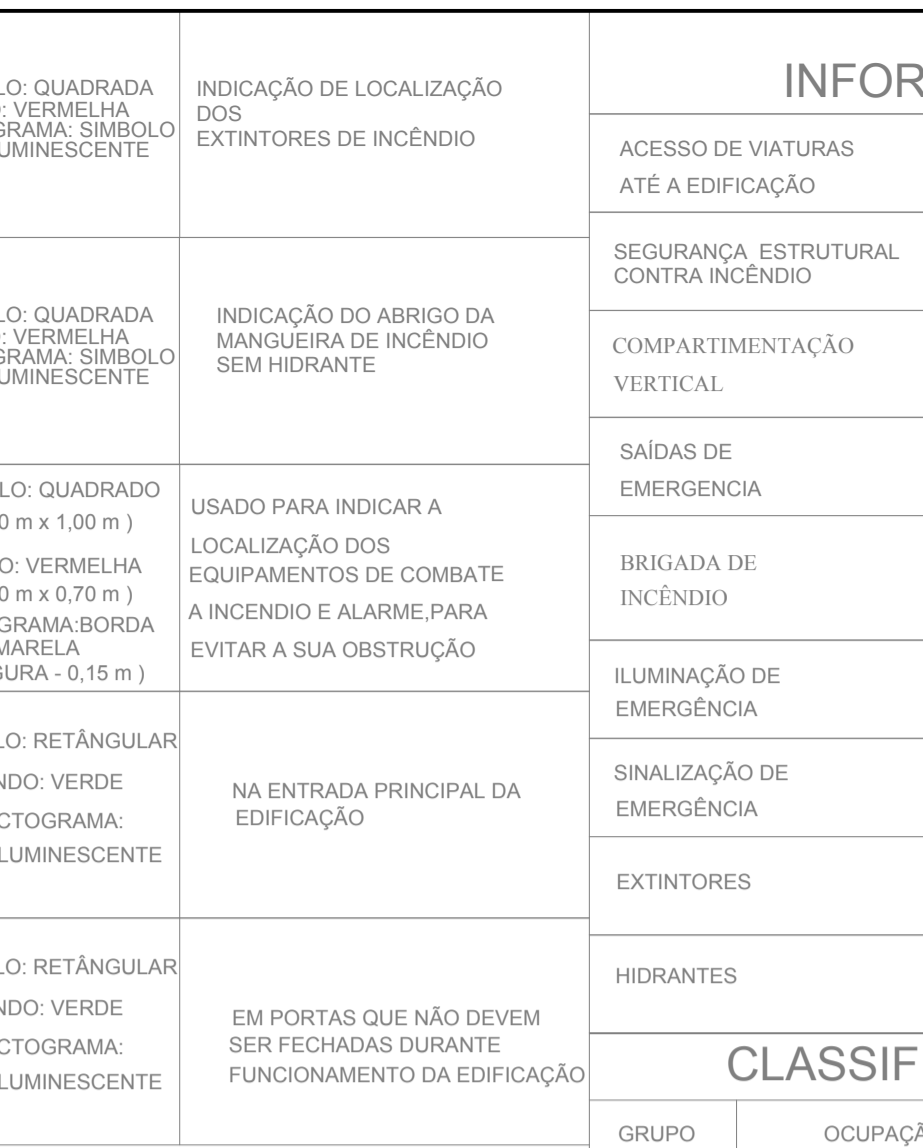 LO: QUADRADA
: VERMELHA
GRAMA: SIMBOLO
UMINESCENTE
INDICAÇÃO DE LOCALIZAÇÃO
DOS
EXTINTORES DE INCÊNDIO
LO: QUADRADA
: VERMELHA
GRAMA: SIMBOLO
UMINESCENTE
INDICAÇÃO DO ABRIGO DA
MANGUEIRA DE INCÊNDIO
SEM HIDRANTE
LO: QUADRADO
0 m x 1,00 m )
O: VERMELHA
0 m x 0,70 m )
GRAMA:BORDA
MARELA
GURA - 0,15 m )
USADO PARA INDICAR A
LOCALIZAÇÃO DOS
EQUIPAMENTOS DE COMBATE
A INCENDIO E ALARME,PARA
EVITAR A SUA OBSTRUÇÃO
LO: RETÂNGULAR
NDO: VERDE
CTOGRAMA:
LUMINESCENTE
NA ENTRADA PRINCIPAL DA
EDIFICAÇÃO
LO: RETÂNGULAR
NDO: VERDE
CTOGRAMA:
LUMINESCENTE
EM PORTAS QUE NÃO DEVEM
SER FECHADAS DURANTE
FUNCIONAMENTO DA EDIFICAÇÃO
INFOR
ACESSO DE VIATURAS
ATÉ A EDIFICAÇÃO
SEGURANÇA ESTRUTURAL
CONTRA INCÊNDIO
COMPARTIMENTAÇÃO
VERTICAL
SAÍDAS DE
EMERGENCIA
BRIGADA DE
INCÊNDIO
ILUMINAÇÃO DE
EMERGÊNCIA
SINALIZAÇÃO DE
EMERGÊNCIA
EXTINTORES
HIDRANTES
CLASSIF
GRUPO
OCUPAÇÃ